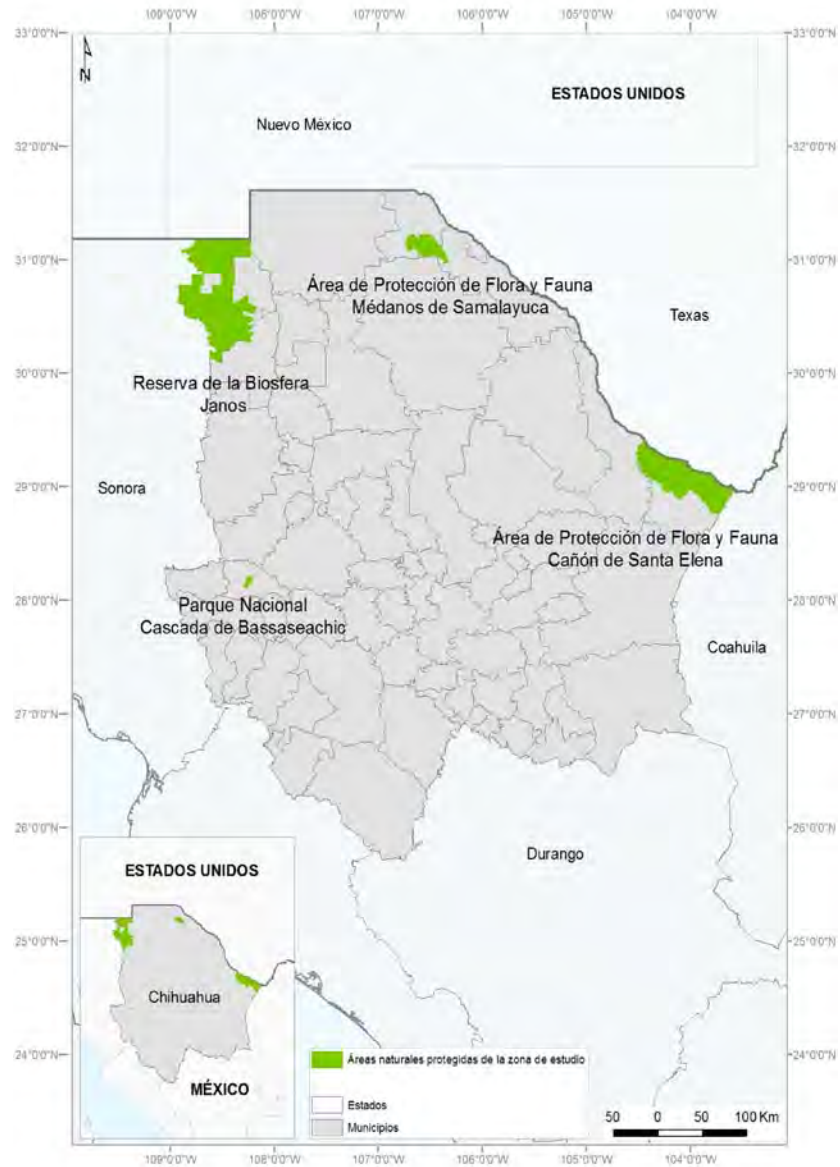 109°0'0"W 108°0'0"W 107°0'0"W 106°0'0"W 105°0'0"W 104°0'0"W
33°0'0"N 33°0'0"N
N
ESTADOS UNIDOS
Nuevo México
32°0'0"N 32°0'0"N
31°0'0"N 31°0'0"N
Área de Protección de Flora y Fauna
Médanos de Samalayuca
Texas
30°0'0"N 30°0'0"N
Reserva de la Biosfera
Janos
Sonora
29°0'0"N 29°0'0"N
Área de Protección de Flora y Fauna
Cañón de Santa Elena
28°0'0"N 28°0'0"N
Parque Nacional
Cascada de Bassaseachic
Coahuila
27°0'0"N 27°0'0"N
26°0'0"N 26°0'0"N
Durango
ESTADOS UNIDOS
25°0'0"N 25°0'0"N
Chihuahua
MÉXICO
24°0'0"N 24°0'0"N
Áreas naturales protegidas de la zona de estudio
Estados
Municipios
50 0 50 100 Km
109°0'0"W 108°0'0"W 107°0'0"W 106°0'0"W 105°0'0"W 104°0'0"W